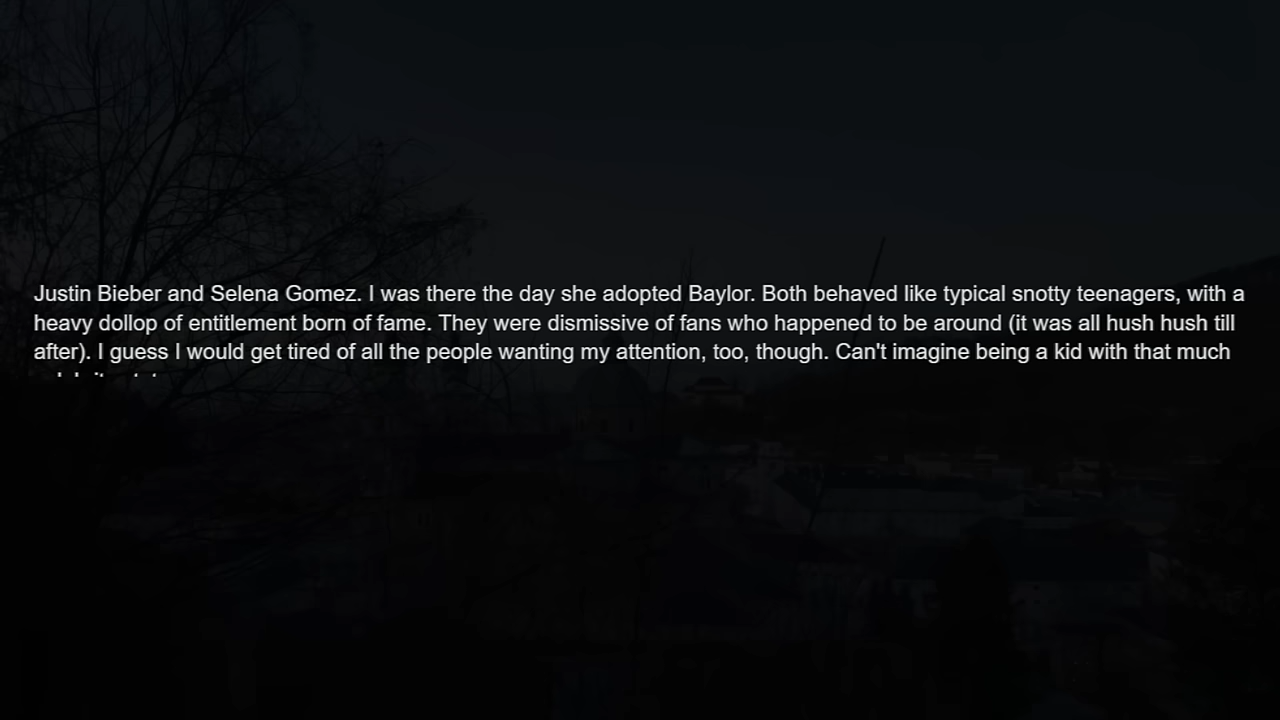 Justin Bieber and Selena Gomez. I was there the day she adopted Baylor. Both behaved like typical snotty teenagers, with a
heavy dollop of entitlement born of fame. They were dismissive of fans who happened to be around (it was all hush hush till
after). I guess I would get tired of all the people wanting my attention, too, though. Can't imagine being a kid with that much